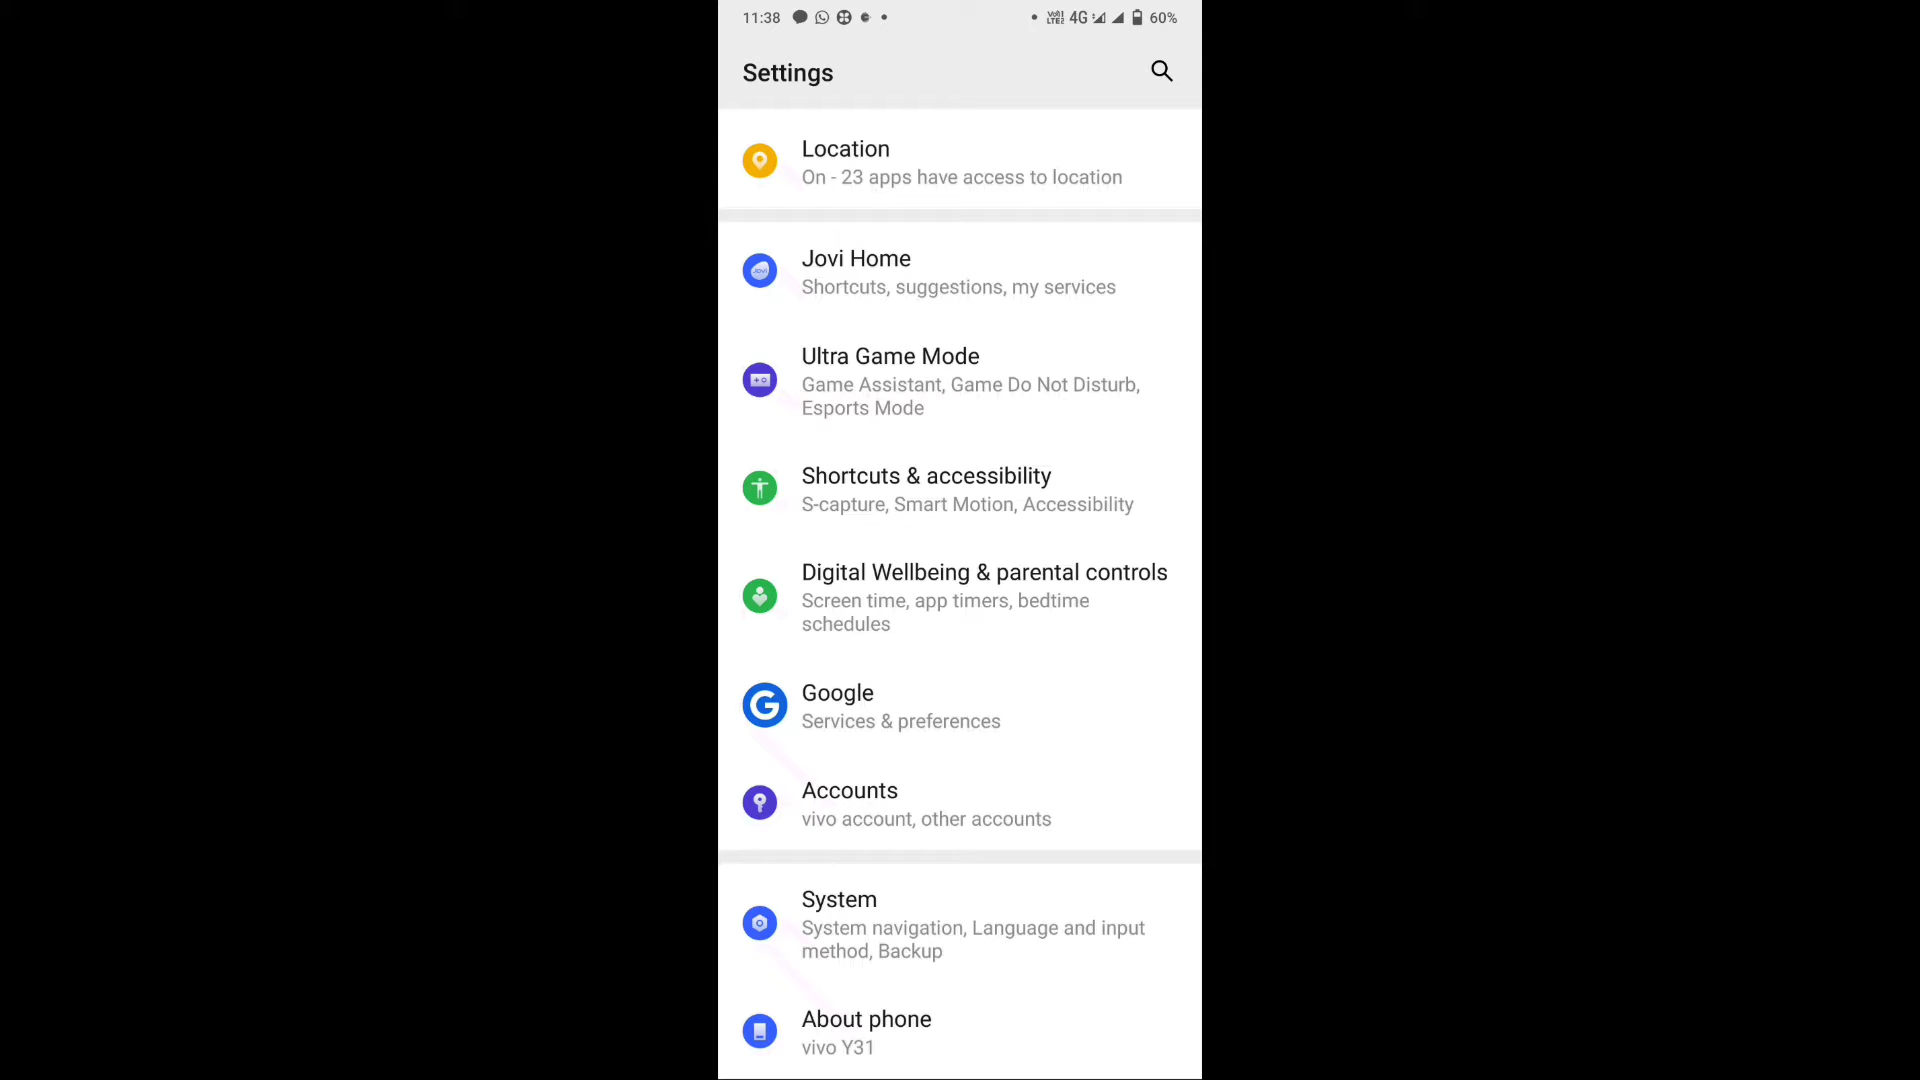 11:38
4G 60%
Settings
Location
On - 23 apps have access to location
Jovi Home
Shortcuts, suggestions, my services
Ultra Game Mode
Game Assistant, Game Do Not Disturb,
Esports Mode
Shortcuts & accessibility
S-capture, Smart Motion, Accessibility
Digital Wellbeing & parental controls
Screen time, app timers, bedtime
schedules
Google
Services & preferences
Accounts
vivo account, other accounts
System
System navigation, Language and input
method, Backup
About phone
vivo Y31